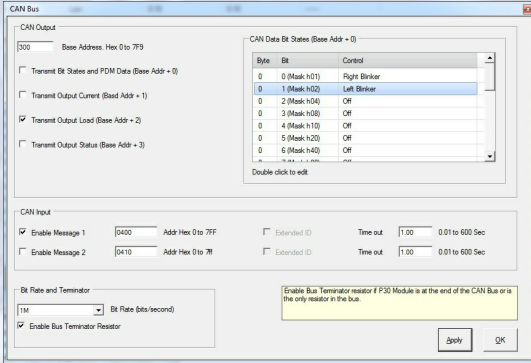 CAN Bus
CAN Output
300 Base Address. Hex 0 to 7F9
Transmit Bit States and PDM Data (Base Addr + 0)
Transmit Output Current (Basd Addr + 1)
Transmit Output Load (Base Addr + 2)
Transmit Output Status (Base Addr + 3)
CAN Data Bit States (Base Addr + 0)
Byte Bit Control
0 0 (Mask h01) Right Blinker
0 1 (Mask h02) Left Blinker
0 2 (Mask h04) Off
0 3 (Mask h08) Off
0 4 (Mask h10) Off
0 5 (Mask h20) Off
0 6 (Mask h40) Off
Double click to edit
CAN Input
Enable Message 1 0400 Addr Hex 0 to 7FF Extended ID Time out 1.00 0.01 to 600 Sec
Enable Message 2 0410 Addr Hex 0 to 7ff Extended ID Time out 1.00 0.01 to 600 Sec
Bit Rate and Terminator
1M Bit Rate (bits/second)
Enable Bus Terminator Resistor
Enable Bus Terminator resistor if P30 Module is at the end of the CAN Bus or is
the only resistor in the bus.
Apply OK